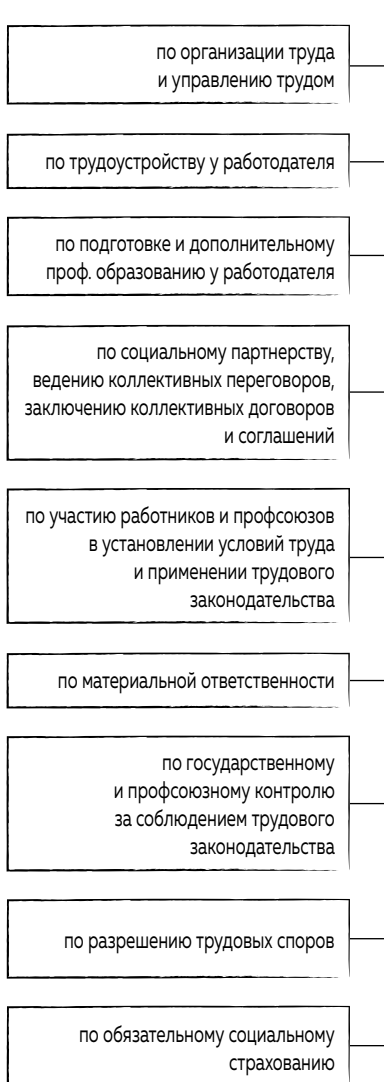 по организации труда
и управлению трудом
по трудоустройству у работодателя
по подготовке и дополнительному
проф. образованию у работодателя
по социальному партнерству,
ведению коллективных переговоров,
заключению коллективных договоров
и соглашений
по участию работников и профсоюзов
в установлении условий труда
и применении трудового
законодательства
по материальной ответственности
по государственному
и профсоюзному контролю
за соблюдением трудового
законодательства
по разрешению трудовых споров
по обязательному социальному
страхованию